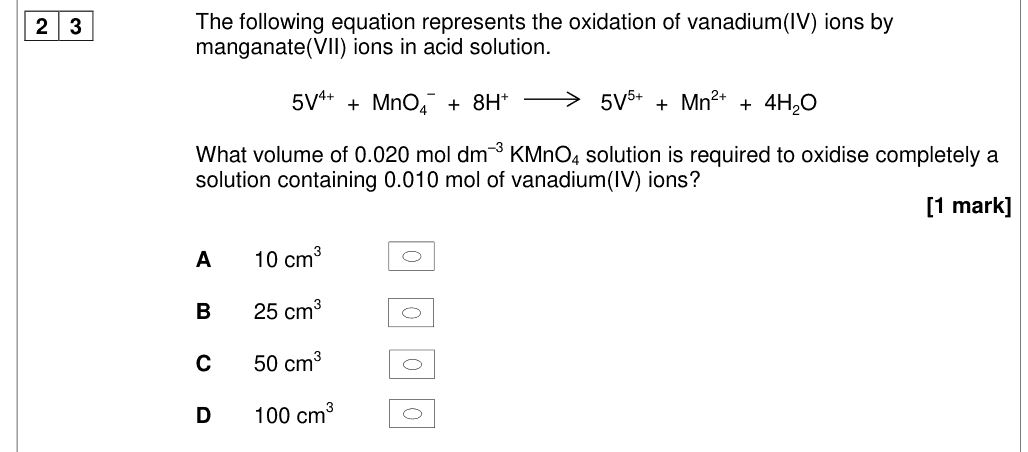 2 3
The following equation represents the oxidation of vanadium(IV) ions by
manganate(VII) ions in acid solution.
5V⁴⁺ + MnO₄⁻ + 8H⁺ ⟶ 5V⁵⁺ + Mn²⁺ + 4H₂O
What volume of 0.020 mol dm⁻³ KMnO₄ solution is required to oxidise completely a
solution containing 0.010 mol of vanadium(IV) ions?
[1 mark]
A 10 cm³
B 25 cm³
C 50 cm³
D 100 cm³